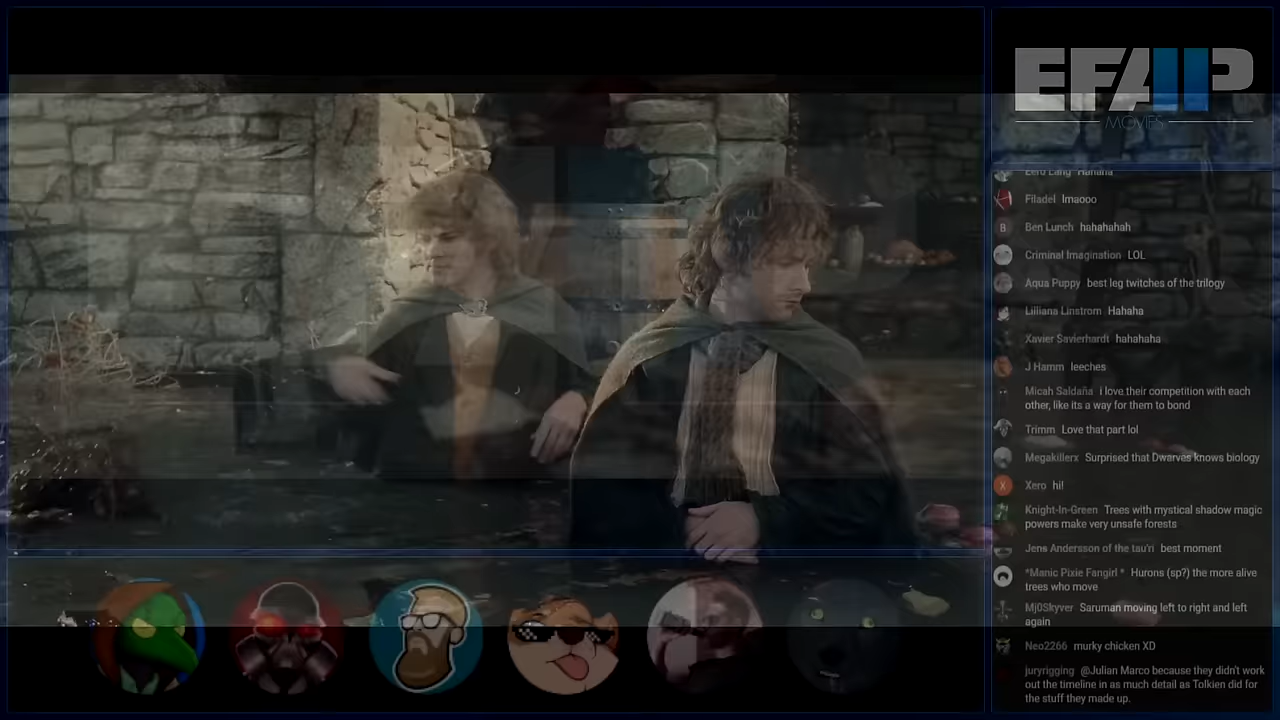 EFAP
MOVIES
Eerd Lang Hahaha
Filadel lmaooo
B Ben Lunch hahahahah
Criminal Imagination LOL
Aqua Puppy best leg twitches of the trilogy
Lilliana Linstrom Hahaha
Xavier Savierhardt hahahaha
J Hamm leeches
Micah Saldaña i love their competition with each
other, like its a way for them to bond
Trimm Love that part lol
Megakillerx Surprised that Dwarves knows biology
X Xero hi!
Knight-In-Green Trees with mystical shadow magic
powers make very unsafe forests
Jens Andersson of the tau'ri best moment
*Manic Pixie Fangirl * Hurons (sp?) the more alive
trees who move
Mj0Skyver Saruman moving left to right and left
again
Neo2266 murky chicken XD
juryrigging @Julian Marco because they didn't work
out the timeline in as much detail as Tolkien did for
the stuff they made up.